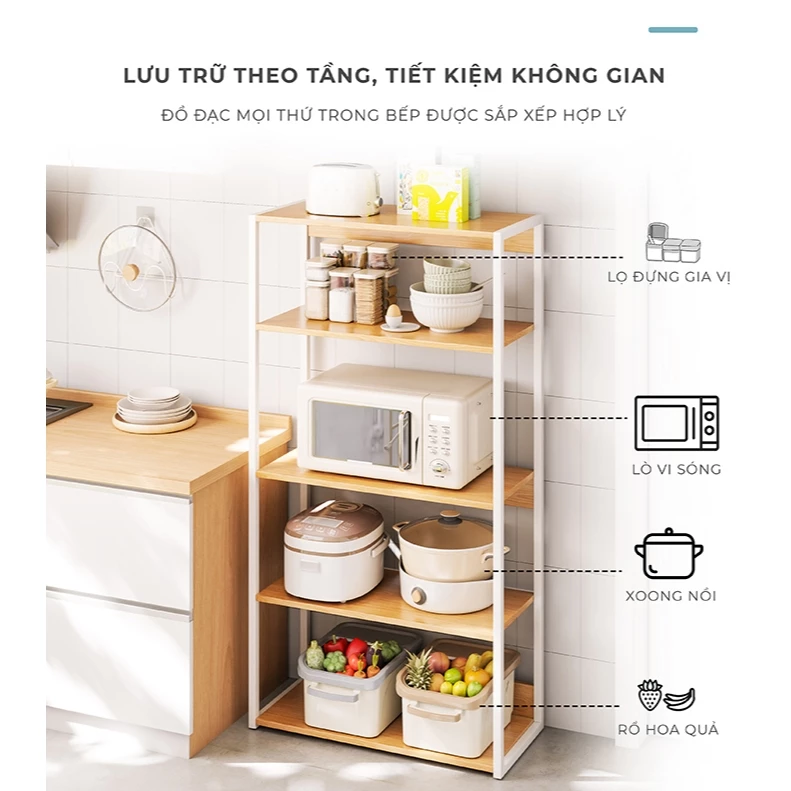 LƯU TRỮ THEO TẦNG, TIẾT KIỆM KHÔNG GIAN
ĐỒ ĐẠC MỌI THỨ TRONG BẾP ĐƯỢC SẮP XẾP HỢP LÝ
LỌ ĐỰNG GIA VỊ
LÒ VI SÓNG
XOONG NỒI
RỔ HOA QUẢ